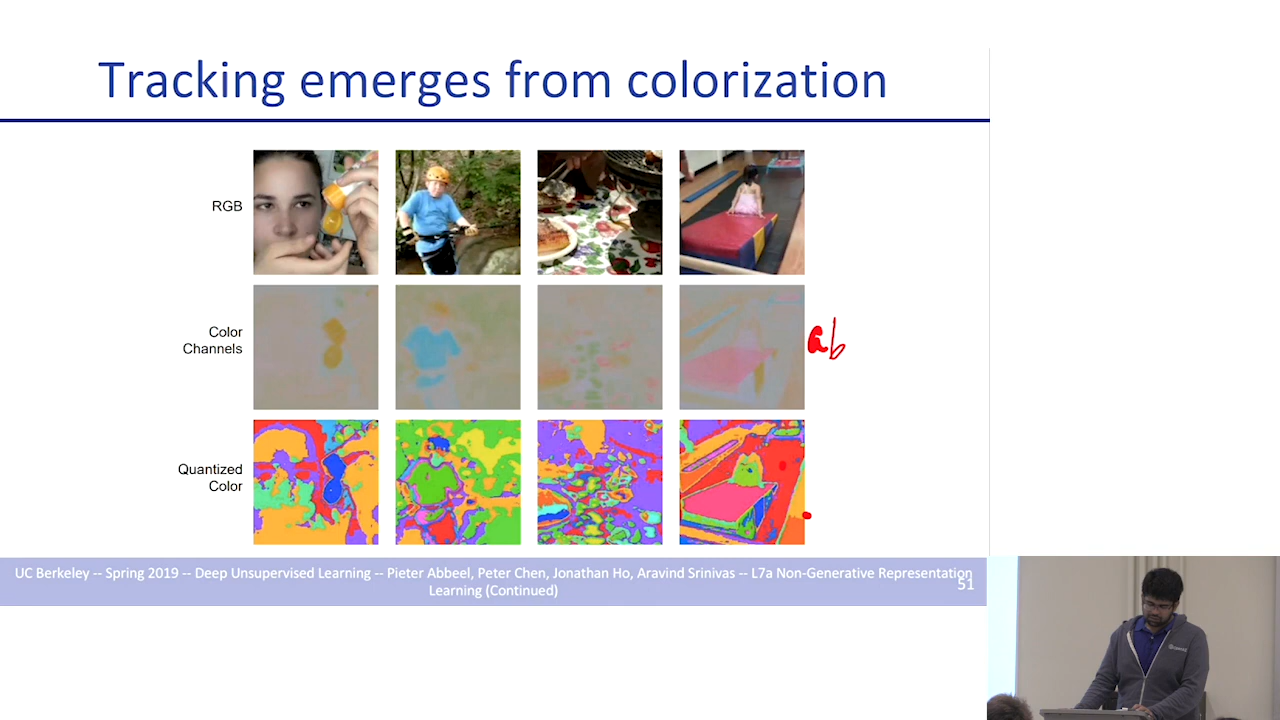 Tracking emerges from colorization
RGB
Color
Channels
ab
Quantized
Color
UC Berkeley -- Spring 2019 -- Deep Unsupervised Learning -- Pieter Abbeel, Peter Chen, Jonathan Ho, Aravind Srinivas -- L7a Non-Generative Representation
Learning (Continued)
51